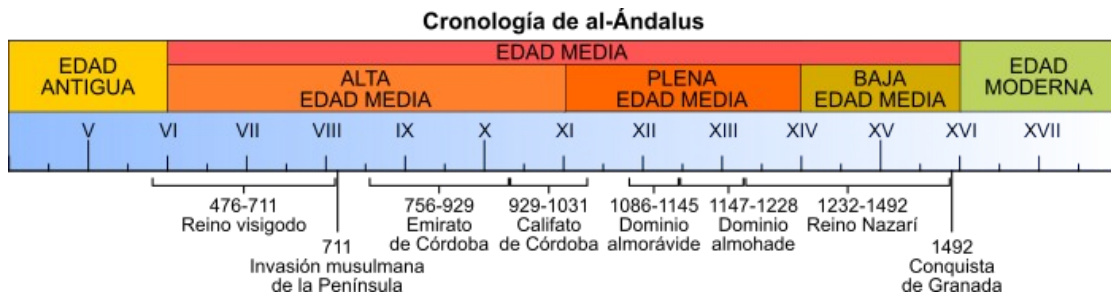 Cronología de al-Ándalus
EDAD
ANTIGUA
EDAD MEDIA
ALTA
EDAD MEDIA
PLENA
EDAD MEDIA
BAJA
EDAD MEDIA
EDAD
MODERNA
V VI VII VIII IX X XI XII XIII XIV XV XVI XVII
476-711
Reino visigodo
711
Invasión musulmana
de la Península
756-929
Emirato
de Córdoba
929-1031
Califato
de Córdoba
1086-1145
Dominio
almorávide
1147-1228
Dominio
almohade
1232-1492
Reino Nazarí
1492
Conquista
de Granada